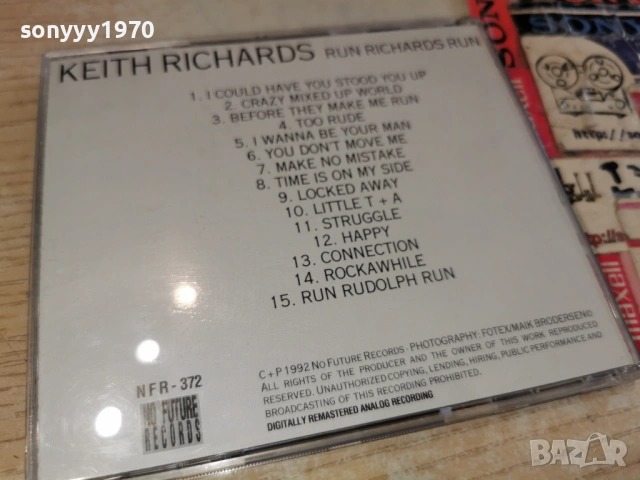 sonyyy1970
KEITH RICHARDS RUN RICHARDS RUN
1. I COULD HAVE YOU STOOD YOU UP
2. CRAZY MIXED UP WORLD
3. BEFORE THEY MAKE ME RUN
4. TOO RUDE
5. I WANNA BE YOUR MAN
6. YOU DON'T MOVE ME
7. MAKE NO MISTAKE
8. TIME IS ON MY SIDE
9. LOCKED AWAY
10. LITTLE T + A
11. STRUGGLE
12. HAPPY
13. CONNECTION
14. ROCKAWHILE
15. RUN RUDOLPH RUN
C + P 1992 NO FUTURE RECORDS · PHOTOGRAPHY: FOTEX/MAIK BRODERSEN©
ALL RIGHTS OF THE PRODUCER AND THE OWNER OF THIS WORK REPRODUCED
RESERVED. UNAUTHORIZED COPYING, LENDING, HIRING, PUBLIC PERFORMANCE AND
BROADCASTING OF THIS RECORDING PROHIBITED.
DIGITALLY REMASTERED ANALOG RECORDING
NFR-372
NO FUTURE
RECORDS
http://
BAZAR